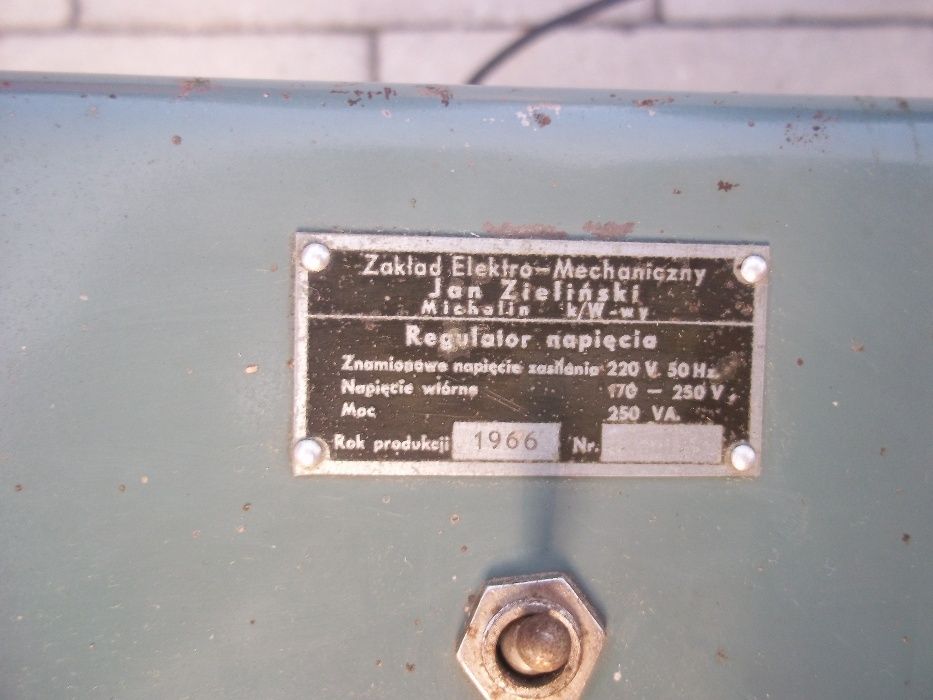 Zakład Elektro-Mechaniczny
Jan Zieliński
Michalin k/W-wy
Regulator napięcia
Znamionowe napięcie zasilania 220 V. 50 Hz
Napięcie wtórne 170 — 250 V.
Moc 250 VA.
Rok produkcji 1966 Nr.